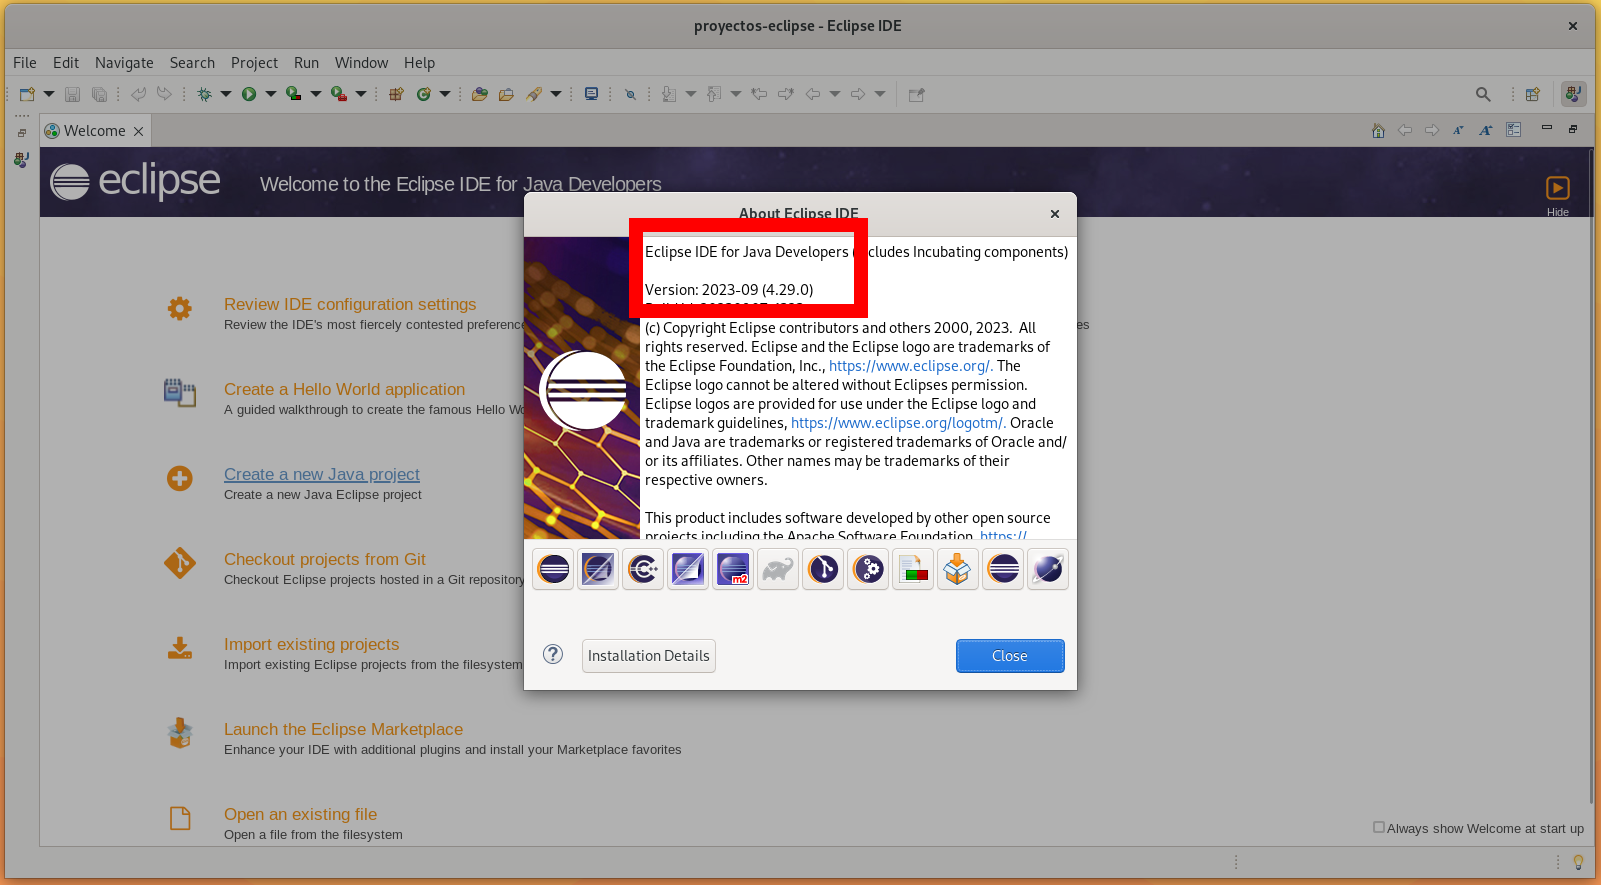 proyectos-eclipse - Eclipse IDE
File Edit Navigate Search Project Run Window Help
Welcome
eclipse
Welcome to the Eclipse IDE for Java Developers
Hide
About Eclipse IDE
Eclipse IDE for Java Developers (includes Incubating components)
Version: 2023-09 (4.29.0)
(c) Copyright Eclipse contributors and others 2000, 2023. All
rights reserved. Eclipse and the Eclipse logo are trademarks of
the Eclipse Foundation, Inc., https://www.eclipse.org/. The
Eclipse logo cannot be altered without Eclipses permission.
Eclipse logos are provided for use under the Eclipse logo and
trademark guidelines, https://www.eclipse.org/logotm/. Oracle
and Java are trademarks or registered trademarks of Oracle and/
or its affiliates. Other names may be trademarks of their
respective owners.
This product includes software developed by other open source
projects including the Apache Software Foundation, https://
m2
Installation Details
Close
Review IDE configuration settings
Review the IDE's most fiercely contested preferenc
es
Create a Hello World application
A guided walkthrough to create the famous Hello Wo
Create a new Java project
Create a new Java Eclipse project
Checkout projects from Git
Checkout Eclipse projects hosted in a Git repository
Import existing projects
Import existing Eclipse projects from the filesystem
Launch the Eclipse Marketplace
Enhance your IDE with additional plugins and install your Marketplace favorites
Open an existing file
Open a file from the filesystem
Always show Welcome at start up